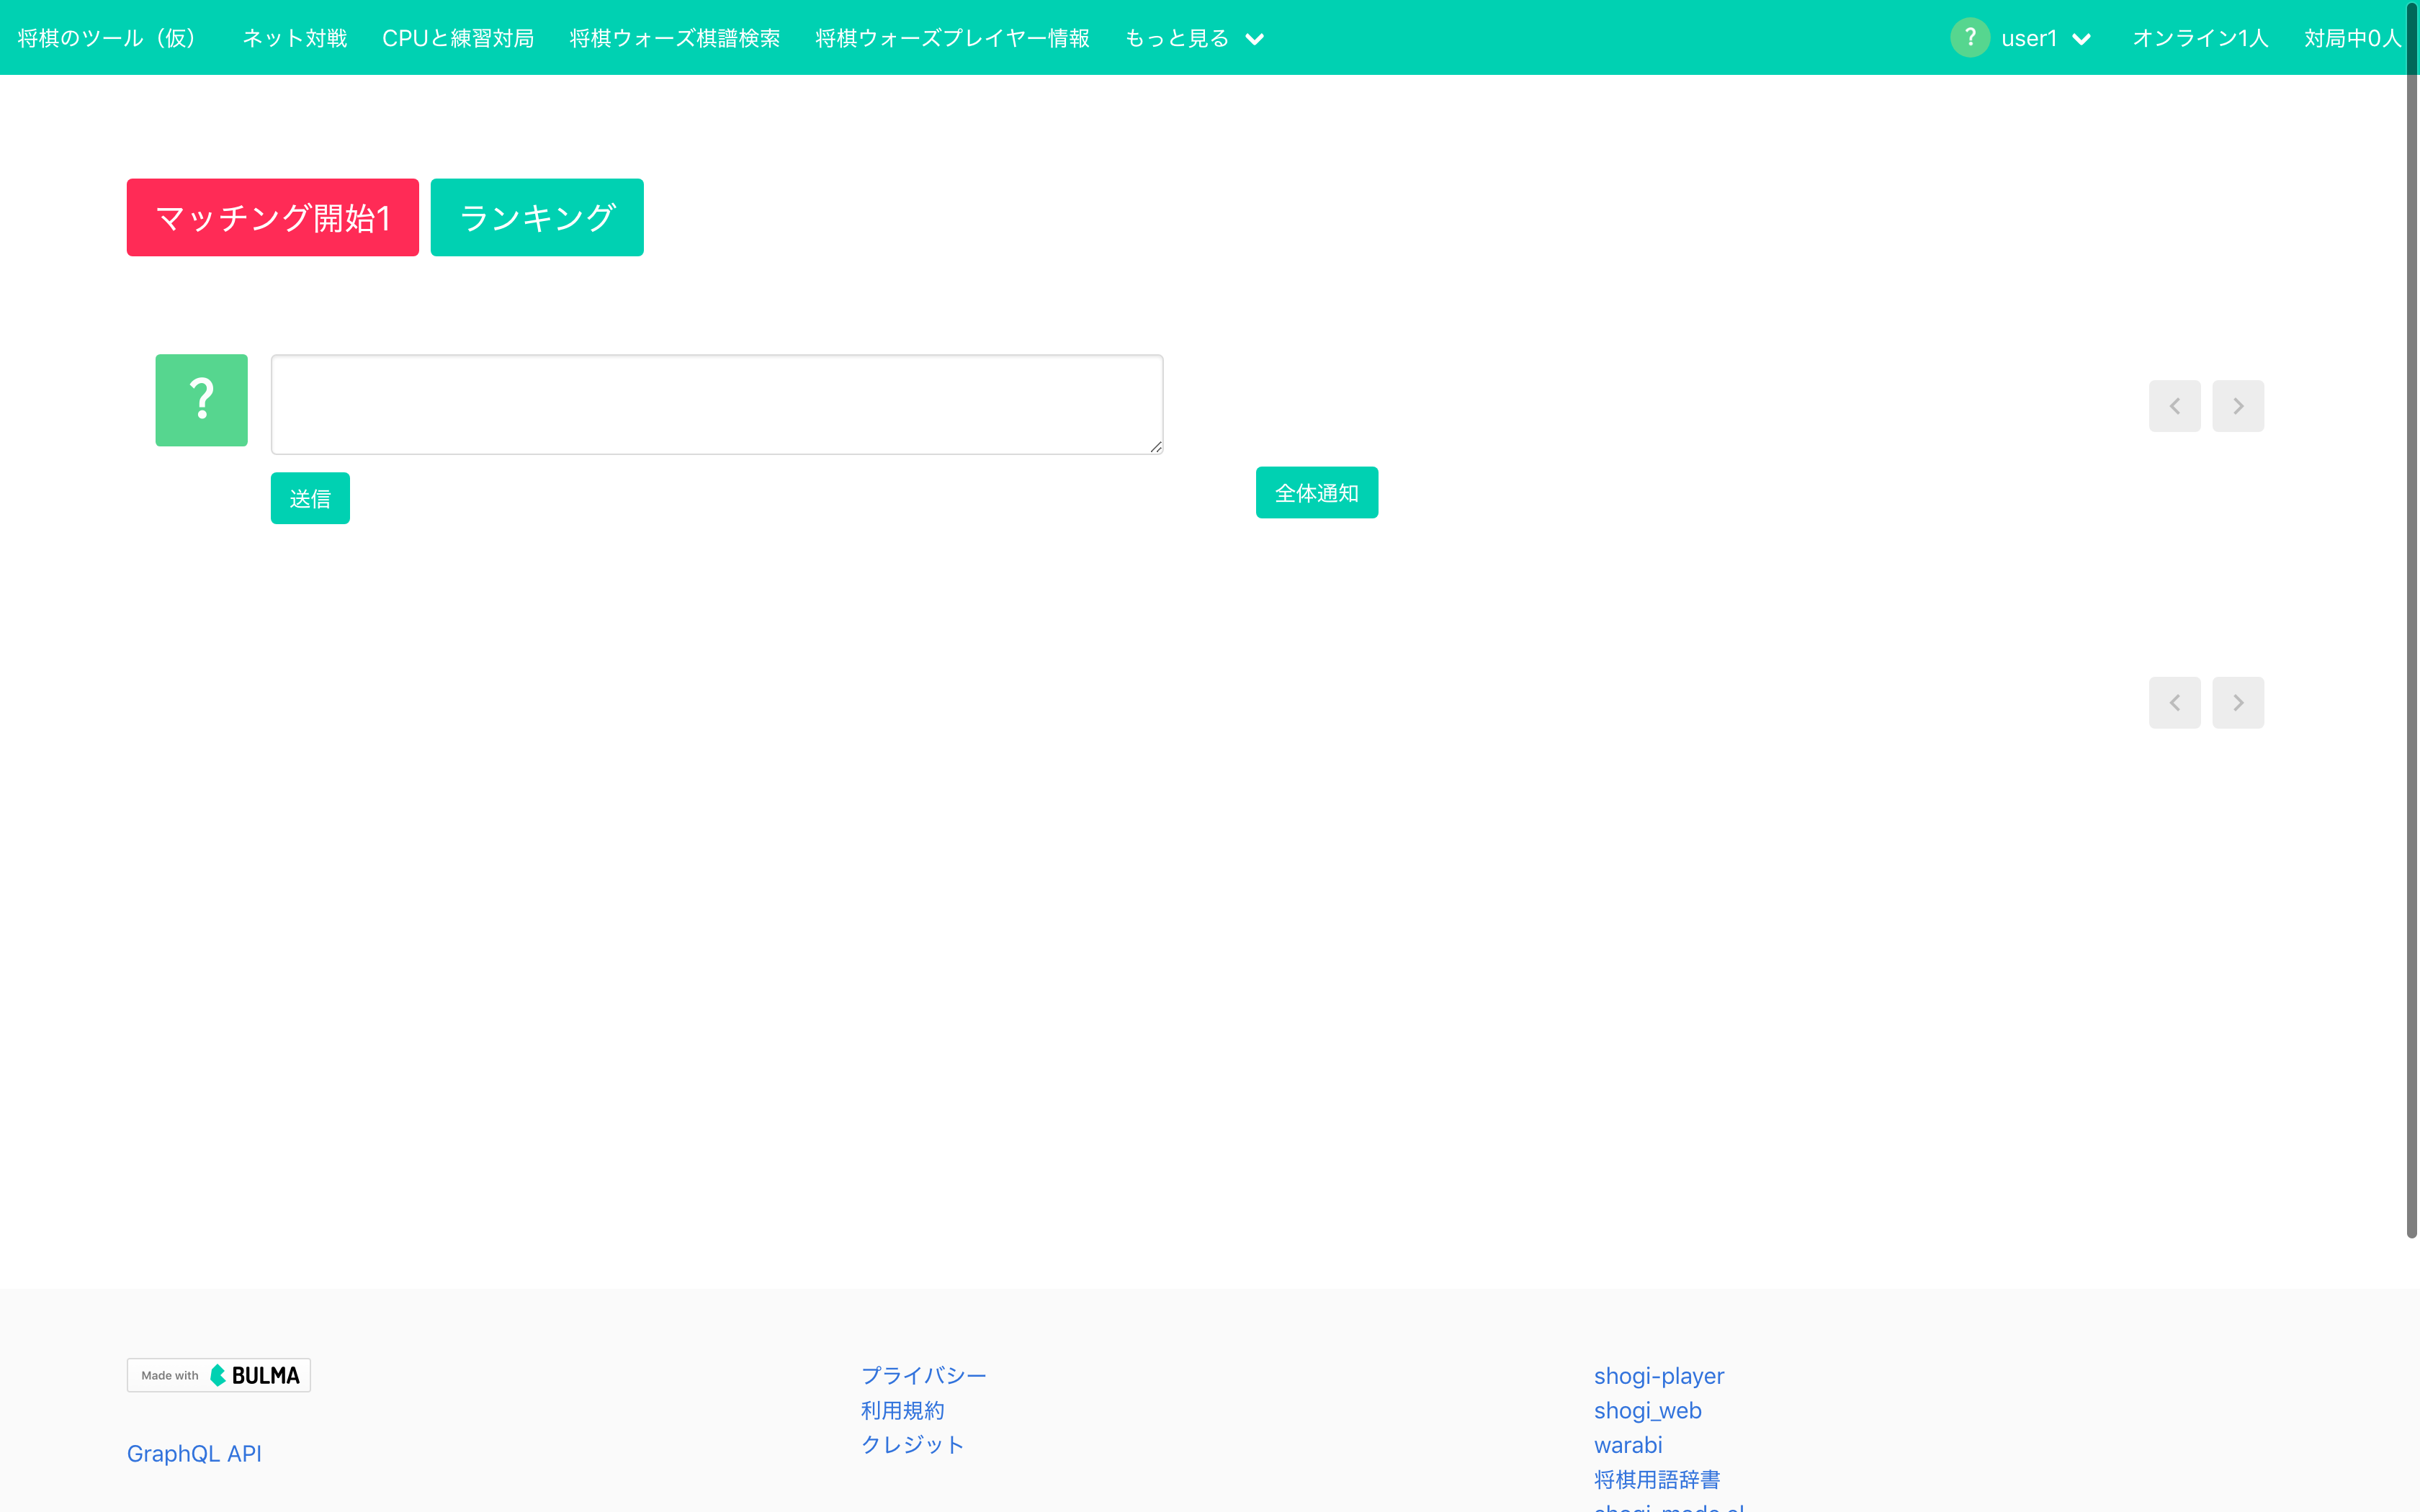 将棋のツール（仮） ネット対戦 CPUと練習対局 将棋ウォーズ棋譜検索 将棋ウォーズプレイヤー情報 もっと見る ? user1 オンライン1人 対局中0人
マッチング開始1 ランキング
?
送信 全体通知
Made with BULMA
GraphQL API
プライバシー
利用規約
クレジット
shogi-player
shogi_web
warabi
将棋用語辞書